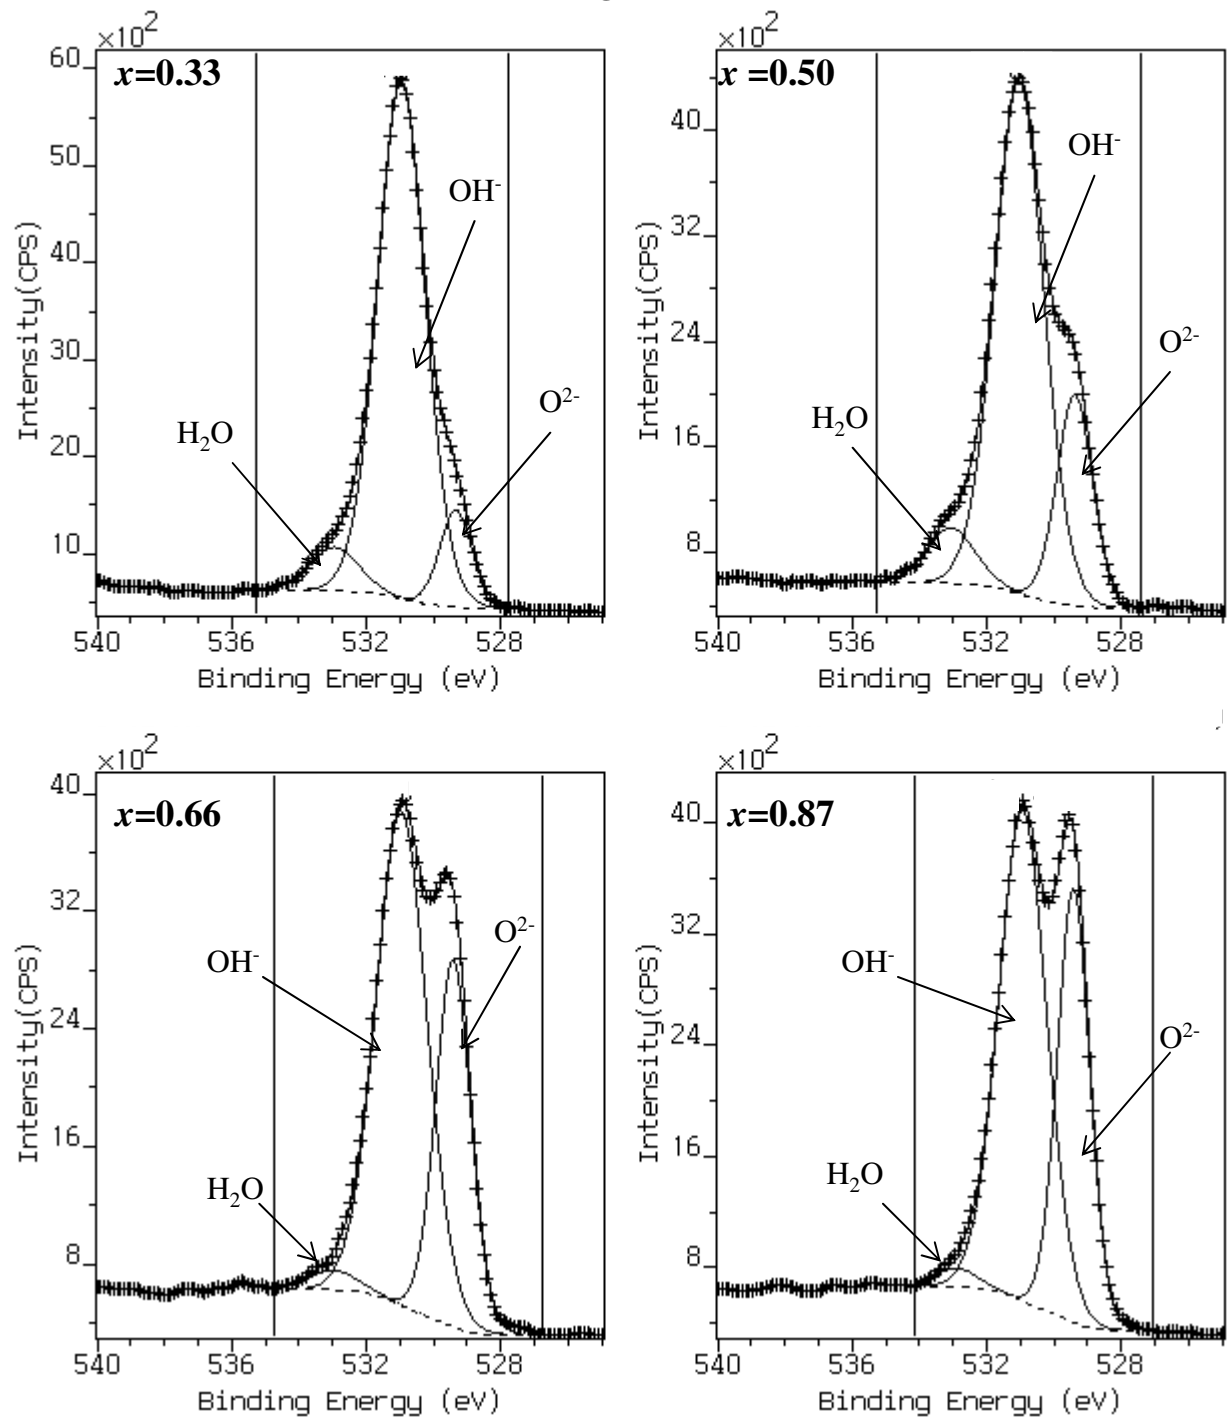 ×10²
x=0.33
60
50
40
30
20
10
Intensity(CPS)
OH⁻
O²⁻
H₂O
540 536 532 528
Binding Energy (eV)
×10²
x =0.50
40
32
24
16
8
Intensity(CPS)
OH⁻
O²⁻
H₂O
540 536 532 528
Binding Energy (eV)
×10²
x=0.66
40
32
24
16
8
Intensity(CPS)
O²⁻
OH⁻
H₂O
540 536 532 528
Binding Energy (eV)
×10²
x=0.87
40
32
24
16
8
Intensity(CPS)
OH⁻
O²⁻
H₂O
540 536 532 528
Binding Energy (eV)